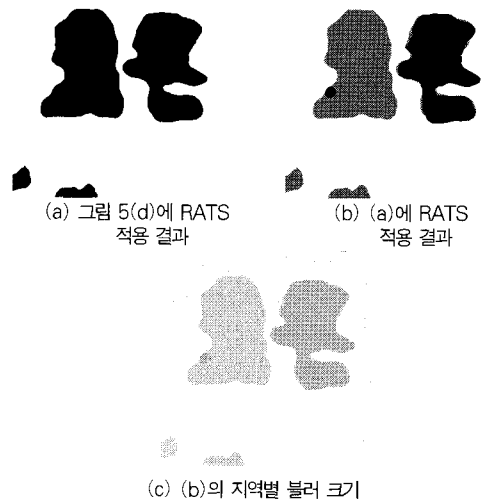 (a) 그림 5(d)에 RATS
적용 결과
(b) (a)에 RATS
적용 결과
(c) (b)의 지역별 블러 크기